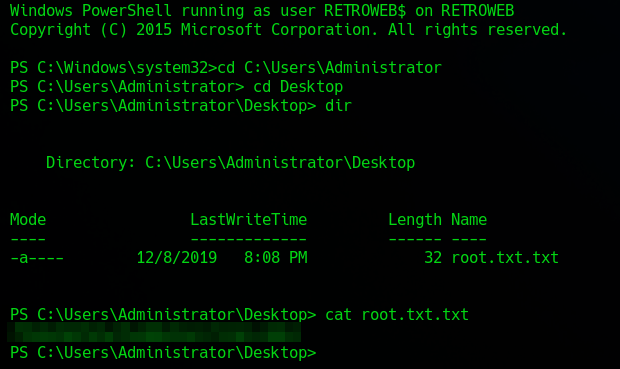 Windows PowerShell running as user RETROWEB$ on RETROWEB
Copyright (C) 2015 Microsoft Corporation. All rights reserved.
PS C:\Windows\system32>cd C:\Users\Administrator
PS C:\Users\Administrator> cd Desktop
PS C:\Users\Administrator\Desktop> dir
Directory: C:\Users\Administrator\Desktop
Mode                LastWriteTime         Length Name
----                -------------         ------ ----
-a----        12/8/2019   8:08 PM             32 root.txt.txt
PS C:\Users\Administrator\Desktop> cat root.txt.txt
PS C:\Users\Administrator\Desktop>